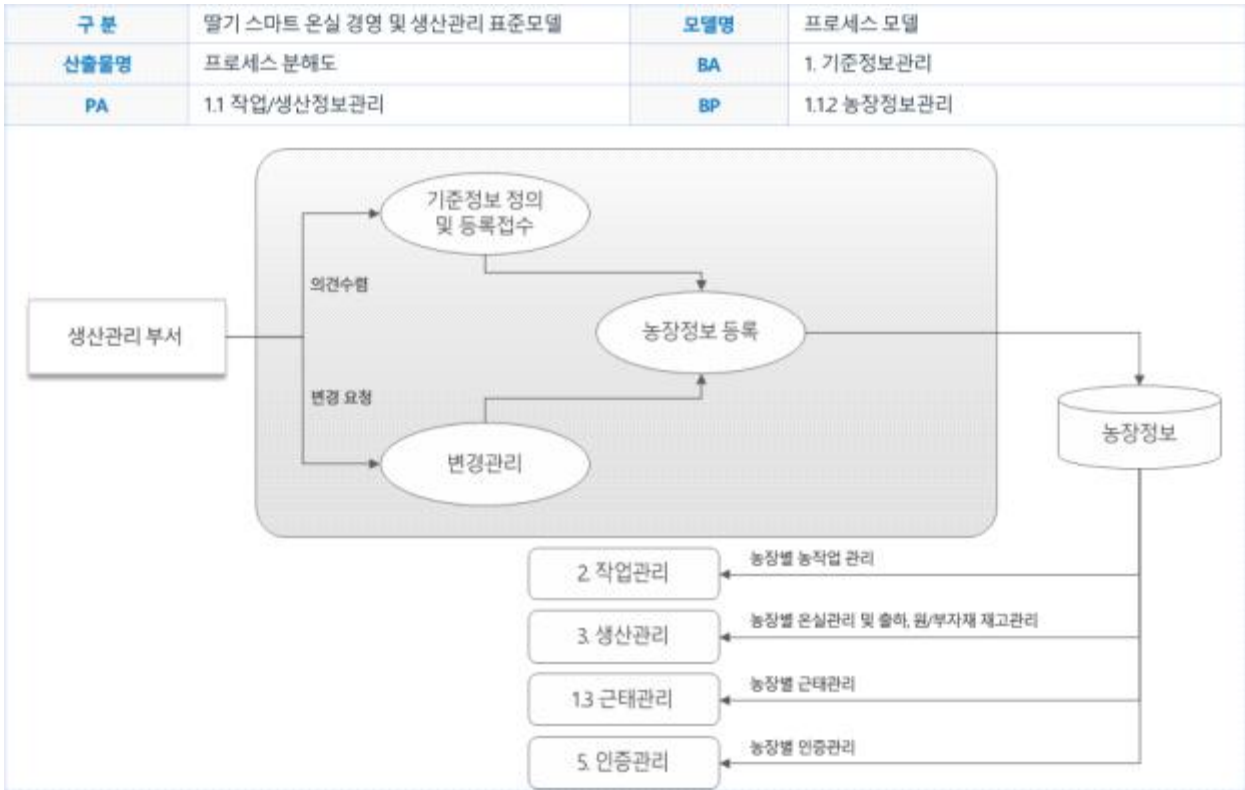 구 분 딸기 스마트 온실 경영 및 생산관리 표준모델 모델명 프로세스 모델
산출물명 프로세스 분해도 BA 1. 기준정보관리
PA 1.1 작업/생산정보관리 BP 1.1.2 농장정보관리
기준정보 정의
및 등록접수
의견수렴
생산관리 부서
농장정보 등록
변경 요청
변경관리
농장정보
2. 작업관리
농장별 농작업 관리
3. 생산관리
농장별 온실관리 및 출하, 원/부자재 재고관리
1.3 근태관리
농장별 근태관리
5. 인증관리
농장별 인증관리